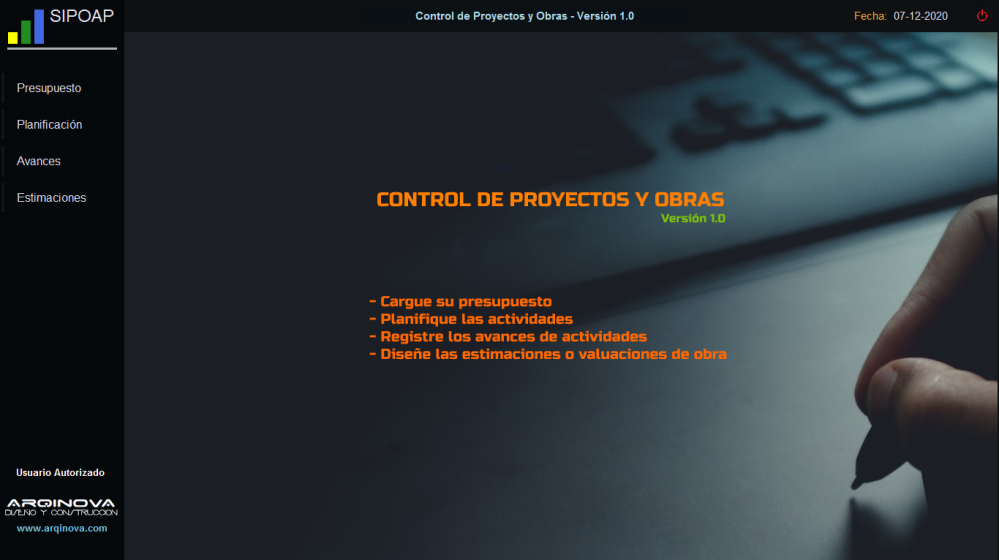 SIPOAP
Control de Proyectos y Obras - Versión 1.0
Fecha: 07-12-2020
Presupuesto
Planificación
Avances
Estimaciones
CONTROL DE PROYECTOS Y OBRAS
Versión 1.0
- Cargue su presupuesto
- Planifique las actividades
- Registre los avances de actividades
- Diseñe las estimaciones o valuaciones de obra
Usuario Autorizado
ARQINOVA
DISEÑO Y CONSTRUCCION
www.arqinova.com